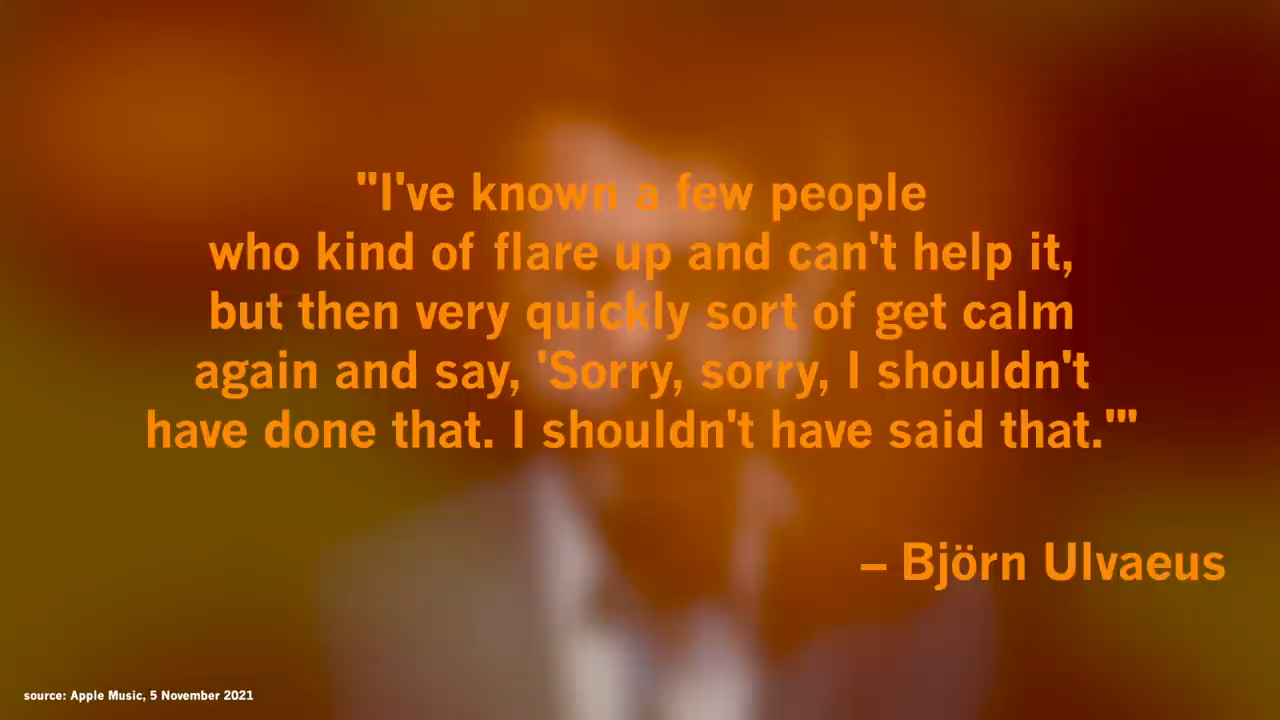 "I've known a few people
who kind of flare up and can't help it,
but then very quickly sort of get calm
again and say, 'Sorry, sorry, I shouldn't
have done that. I shouldn't have said that.'"
– Björn Ulvaeus
source: Apple Music, 5 November 2021